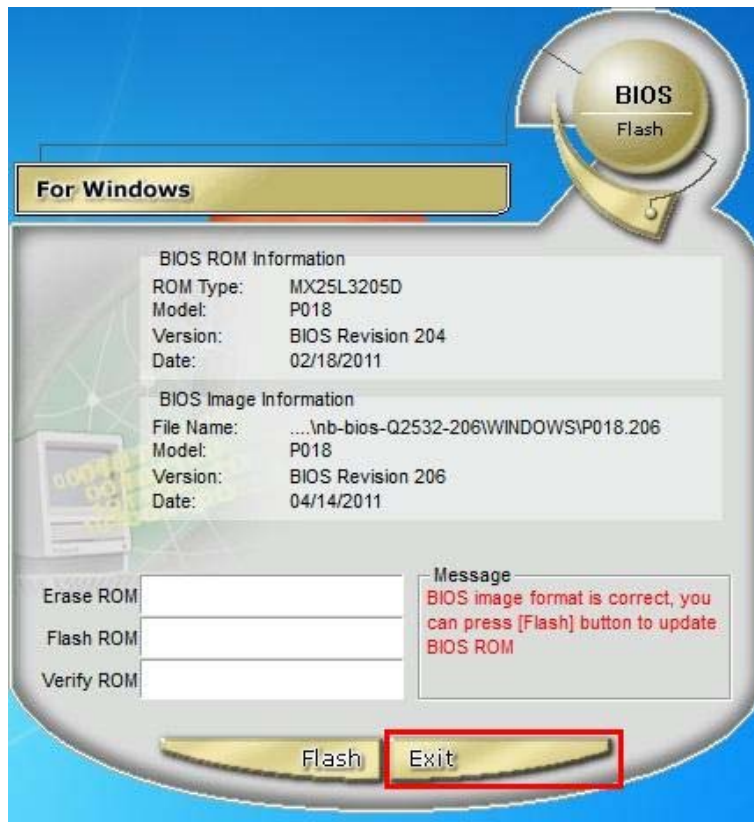 BIOS
Flash
For Windows
BIOS ROM Information
ROM Type: MX25L3205D
Model: P018
Version: BIOS Revision 204
Date: 02/18/2011
BIOS Image Information
File Name: ....\nb-bios-Q2532-206\WINDOWS\P018.206
Model: P018
Version: BIOS Revision 206
Date: 04/14/2011
Erase ROM
Flash ROM
Verify ROM
Message
BIOS image format is correct, you
can press [Flash] button to update
BIOS ROM
Flash Exit